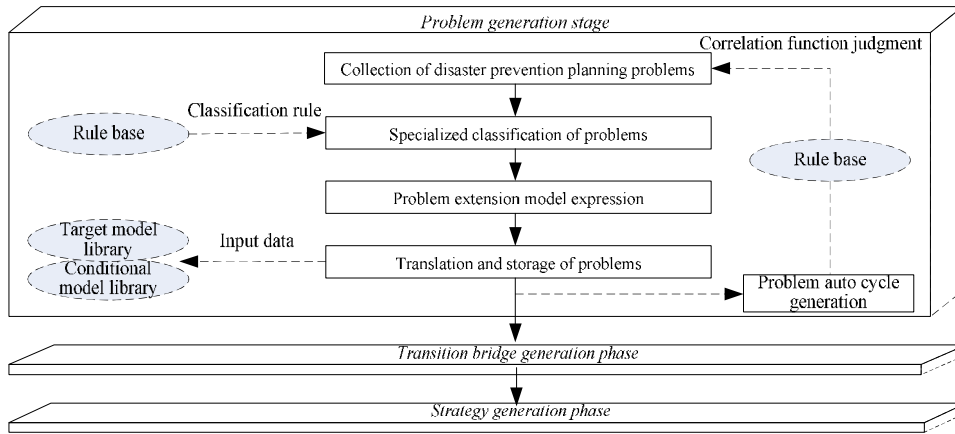 Problem generation stage
Correlation function judgment
Collection of disaster prevention planning problems
Classification rule
Rule base
Specialized classification of problems
Rule base
Problem extension model expression
Target model
library
Input data
Conditional
model library
Translation and storage of problems
Problem auto cycle
generation
Transition bridge generation phase
Strategy generation phase